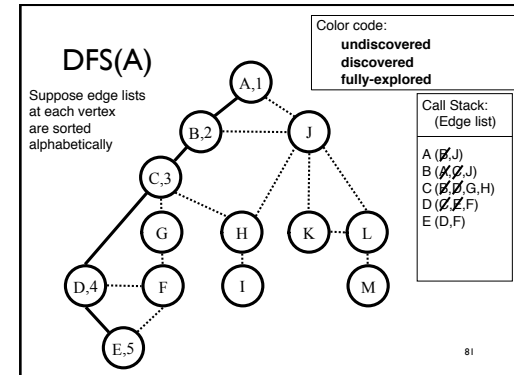 DFS(A)
Suppose edge lists
at each vertex
are sorted
alphabetically
Color code:
undiscovered
discovered
fully-explored
Call Stack:
(Edge list)
A (B,J)
B (A,C,J)
C (B,D,G,H)
D (C,E,F)
E (D,F)
A,1
B,2
J
C,3
G
H
K
L
D,4
F
I
M
E,5
81